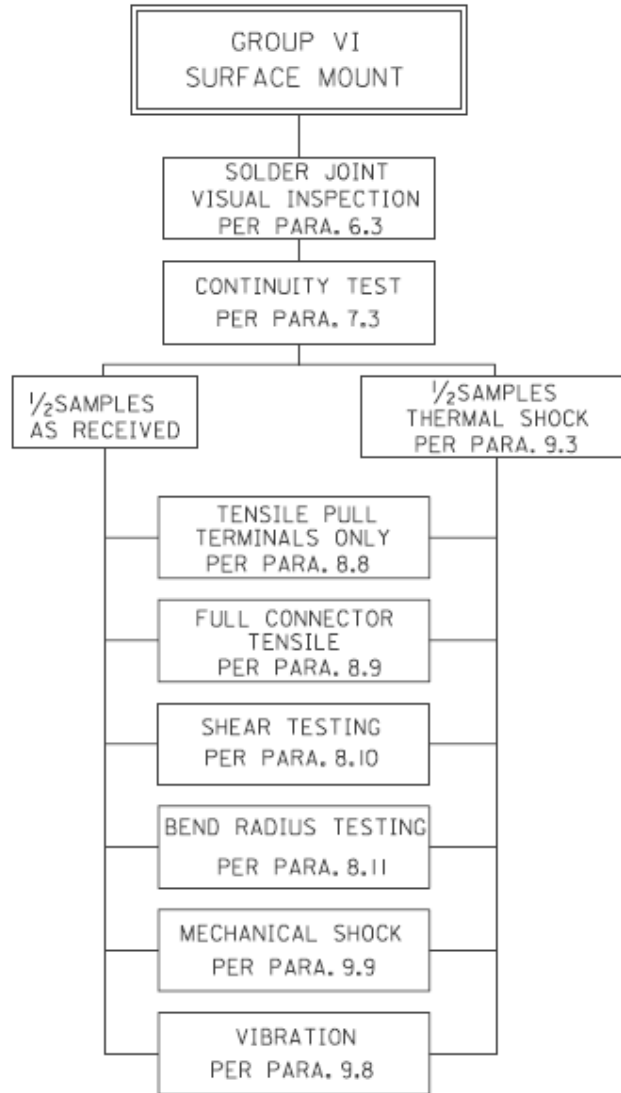 GROUP VI
SURFACE MOUNT
SOLDER JOINT
VISUAL INSPECTION
PER PARA. 6.3
CONTINUITY TEST
PER PARA. 7.3
1/2 SAMPLES
AS RECEIVED
1/2 SAMPLES
THERMAL SHOCK
PER PARA. 9.3
TENSILE PULL
TERMINALS ONLY
PER PARA. 8.8
FULL CONNECTOR
TENSILE
PER PARA. 8.9
SHEAR TESTING
PER PARA. 8.10
BEND RADIUS TESTING
PER PARA. 8.11
MECHANICAL SHOCK
PER PARA. 9.9
VIBRATION
PER PARA. 9.8